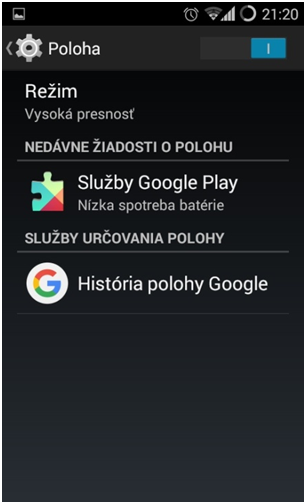 21:20
Poloha
Režim
Vysoká presnosť
NEDÁVNE ŽIADOSTI O POLOHU
Služby Google Play
Nízka spotreba batérie
SLUŽBY URČOVANIA POLOHY
História polohy Google